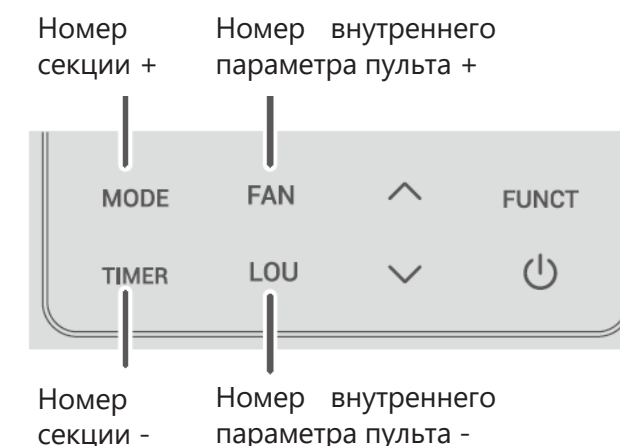 Номер
секции +
Номер внутреннего
параметра пульта +
MODE FAN FUNCT
TIMER LOU
Номер
секции -
Номер внутреннего
параметра пульта -